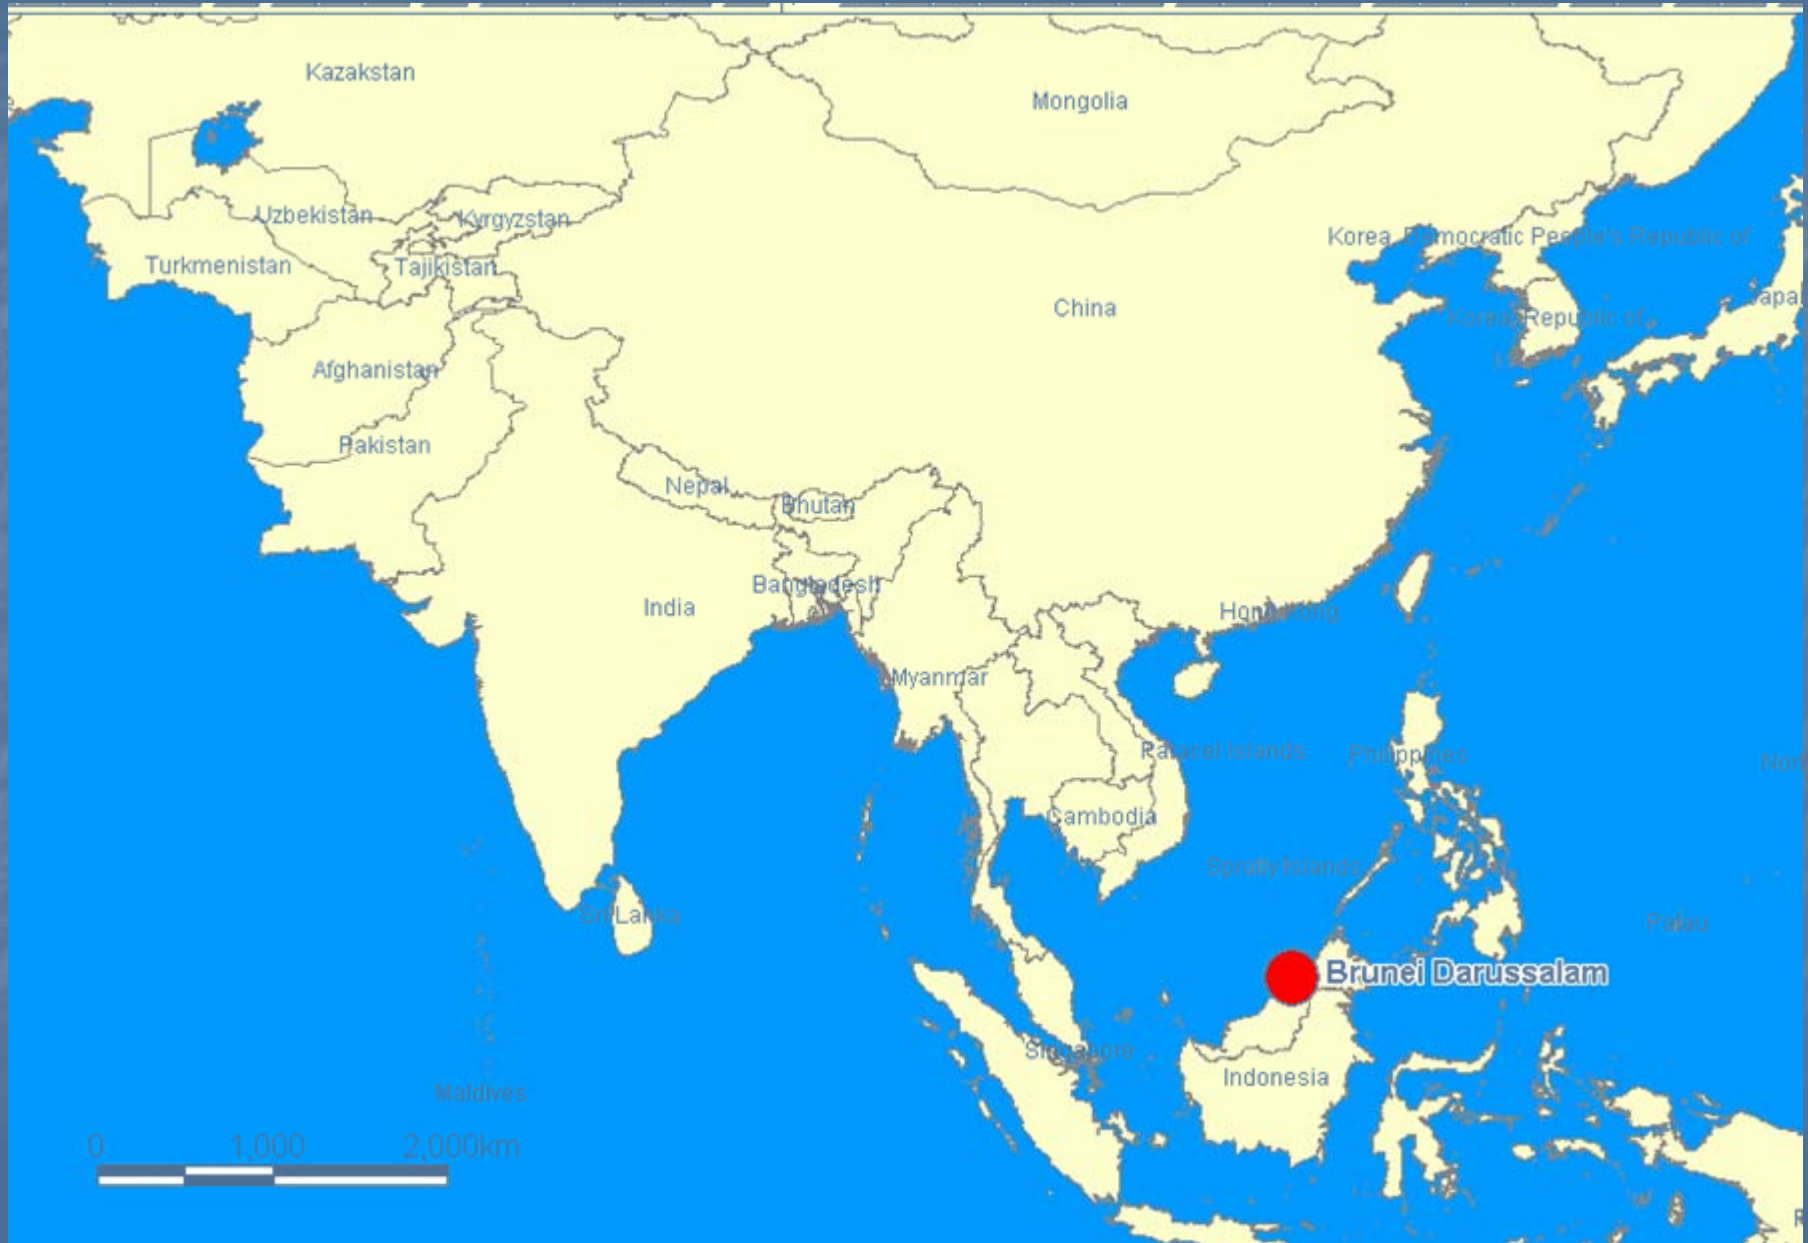 Kazakstan
Mongolia
Uzbekistan
Kyrgyzstan
Korea, Democratic People's Republic of
Turkmenistan
Tajikistan
China
Korea, Republic of
Afghanistan
Pakistan
Nepal
Bhutan
Bangladesh
India
Hong Kong
Myanmar
Paracel Islands
Philippines
Cambodia
Spratly Islands
Sri Lanka
Palau
Brunei Darussalam
Singapore
Indonesia
Maldives
0 1,000 2,000km